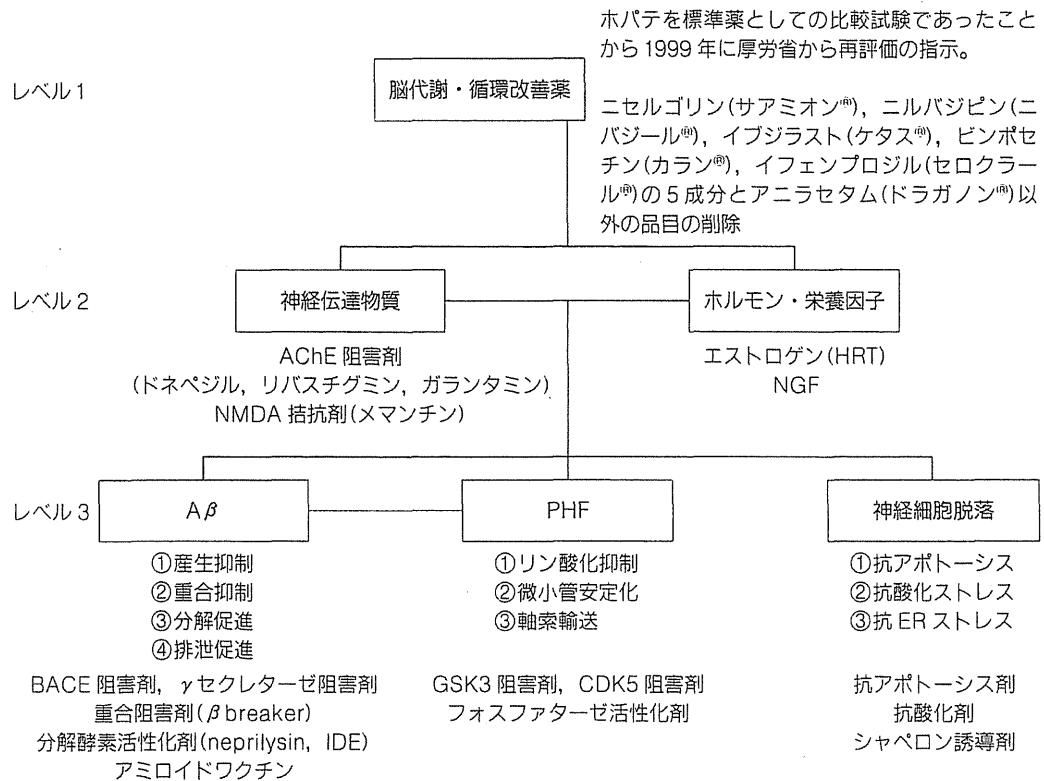 ホパテを標準薬としての比較試験であったこと
から1999年に厚労省から再評価の指示。
レベル1
脳代謝・循環改善薬
ニセルゴリン(サアミオン®),ニルバジピン(ニ
バジール®),イブジラスト(ケタス®),ビンポセ
チン(カラン®),イフェンプロジル(セロクラー
ル®)の5成分とアニラセタム(ドラガノン®)以
外の品目の削除
レベル2
神経伝達物質
ホルモン・栄養因子
AChE 阻害剤
(ドネペジル,リバスチグミン,ガランタミン)
NMDA 拮抗剤(メマンチン)
エストロゲン(HRT)
NGF
レベル3
Aβ
PHF
神経細胞脱落
①産生抑制
②重合抑制
③分解促進
④排泄促進
BACE 阻害剤,γセクレターゼ阻害剤
重合阻害剤(β breaker)
分解酵素活性化剤(neprilysin, IDE)
アミロイドワクチン
①リン酸化抑制
②微小管安定化
③軸索輸送
GSK3 阻害剤,CDK5 阻害剤
フォスファターゼ活性化剤
①抗アポトーシス
②抗酸化ストレス
③抗 ER ストレス
抗アポトーシス剤
抗酸化剤
シャペロン誘導剤